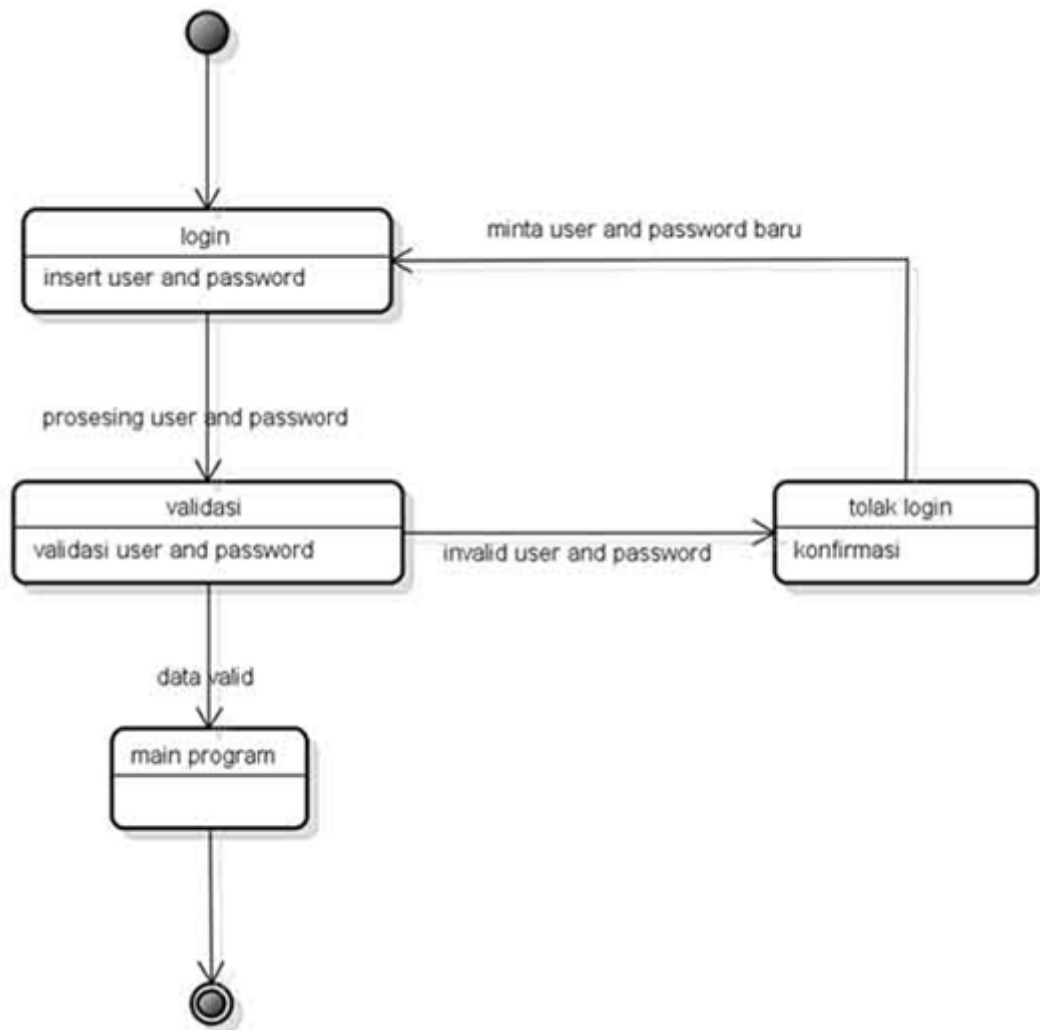 login
insert user and password
minta user and password baru
prosesing user and password
validasi
validasi user and password
invalid user and password
tolak login
konfirmasi
data valid
main program